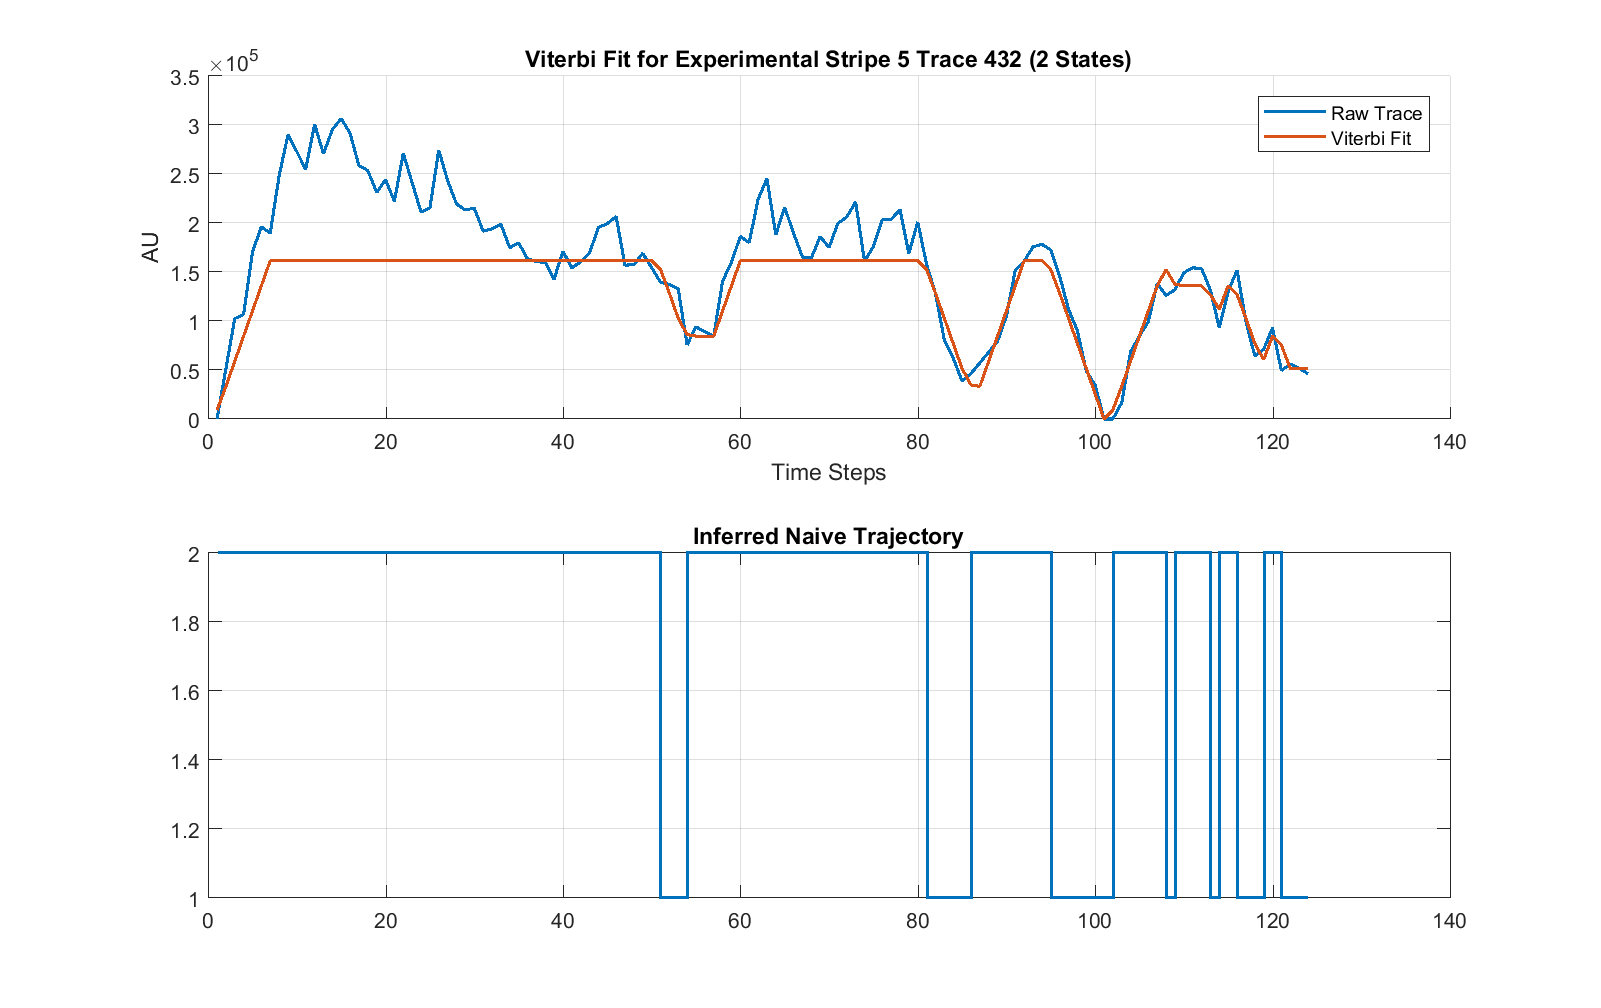 Viterbi Fit for Experimental Stripe 5 Trace 432 (2 States)
×10⁵
3.5
3
2.5
2
1.5
1
0.5
0
AU
Raw Trace
Viterbi Fit
0 20 40 60 80 100 120 140
Time Steps
Inferred Naive Trajectory
2
1.8
1.6
1.4
1.2
1
0 20 40 60 80 100 120 140